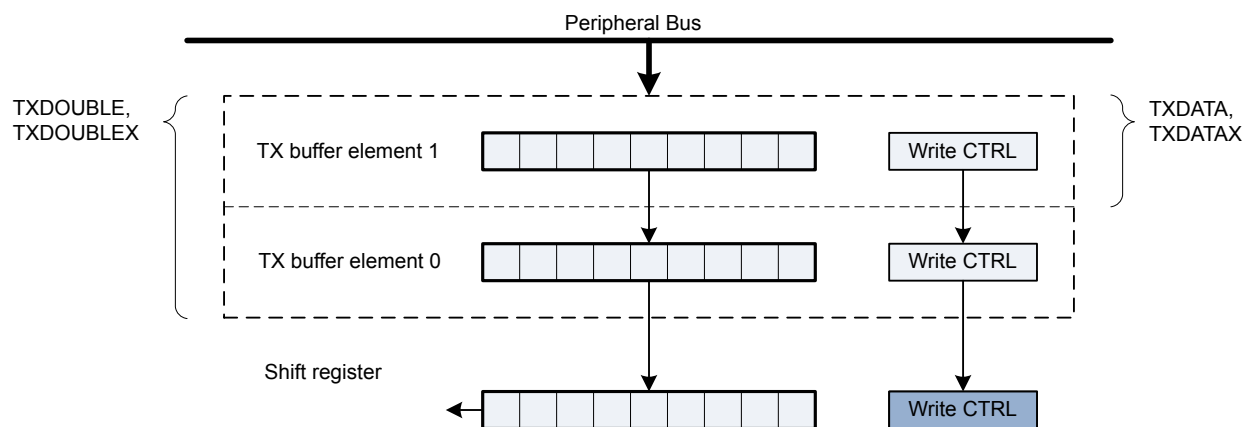 Peripheral Bus
TXDOUBLE,
TXDOUBLEX
TXDATA,
TXDATAX
TX buffer element 1
Write CTRL
TX buffer element 0
Write CTRL
Shift register
Write CTRL